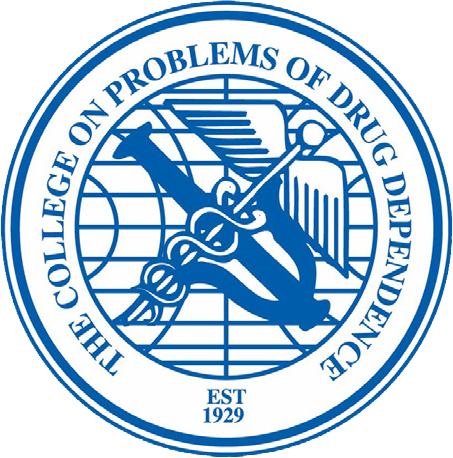 THE COLLEGE ON PROBLEMS OF DRUG DEPENDENCE
EST
1929